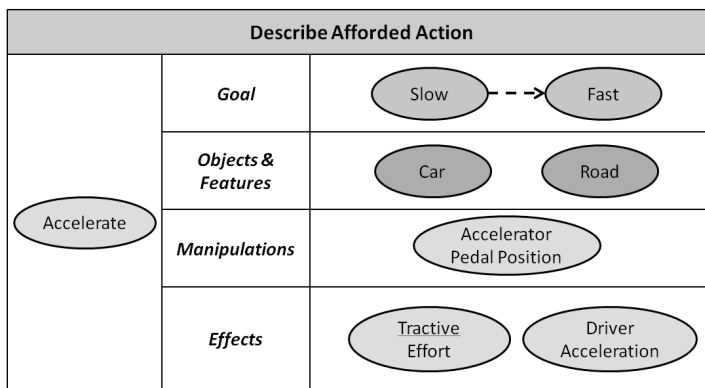 Describe Afforded Action
Accelerate
Goal
Slow
Fast
Objects &
Features
Car
Road
Manipulations
Accelerator
Pedal Position
Effects
Tractive
Effort
Driver
Acceleration